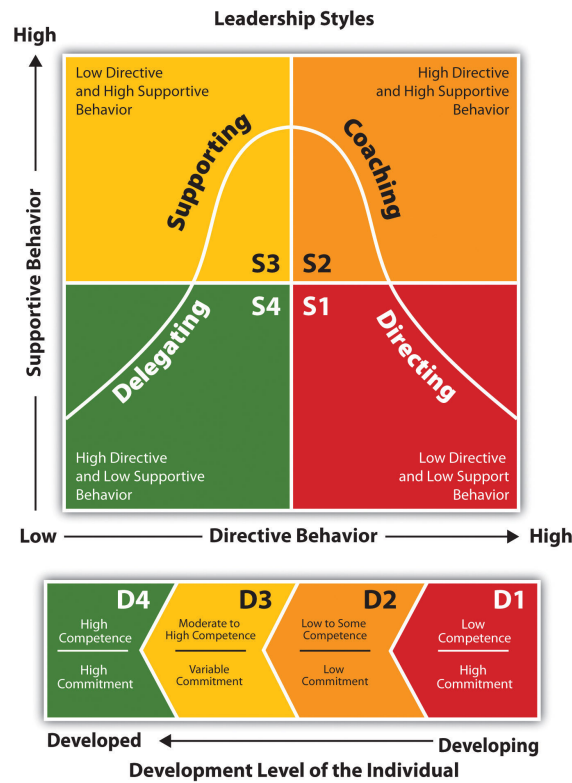 Leadership Styles
High
Low Directive
and High Supportive
Behavior
High Directive
and High Supportive
Behavior
Supporting
Coaching
Supportive Behavior
S3
S2
S4
S1
Delegating
Directing
High Directive
and Low Supportive
Behavior
Low Directive
and Low Support
Behavior
Low
Directive Behavior
High
D4
High
Competence
High
Commitment
D3
Moderate to
High Competence
Variable
Commitment
D2
Low to Some
Competence
Low
Commitment
D1
Low
Competence
High
Commitment
Developed
Developing
Development Level of the Individual